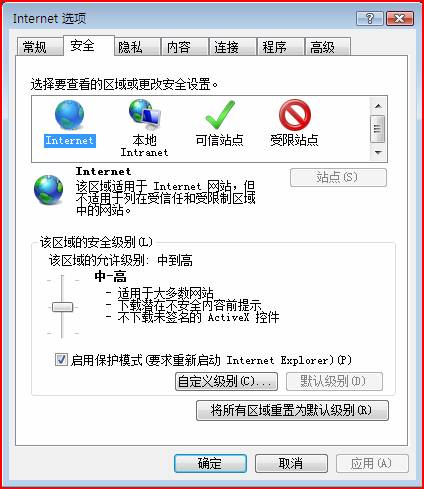 Internet 选项
常规 安全 隐私 内容 连接 程序 高级
选择要查看的区域或更改安全设置。
Internet 本地 Intranet 可信站点 受限站点
Internet
该区域适用于 Internet 网站,但
不适用于列在受信任和受限制区域
中的网站。
站点(S)
该区域的安全级别(L)
该区域的允许级别: 中到高
中-高
- 适用于大多数网站
- 下载潜在不安全内容前提示
- 不下载未签名的 ActiveX 控件
启用保护模式(要求重新启动 Internet Explorer)(P)
自定义级别(C)... 默认级别(D)
将所有区域重置为默认级别(R)
确定 取消 应用(A)